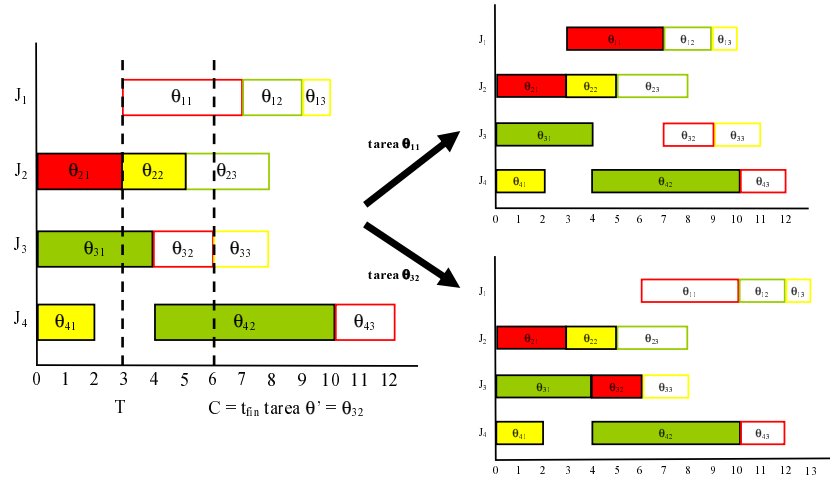 J1 θ11 θ12 θ13
J2 θ21 θ22 θ23
J3 θ31 θ32 θ33
J4 θ41 θ42 θ43
0 1 2 3 4 5 6 7 8 9 10 11 12
T C = tfin tarea θ' = θ32
tarea θ11
tarea θ32
J1 θ11 θ12 θ13
J2 θ21 θ22 θ23
J3 θ31 θ32 θ33
J4 θ41 θ42 θ43
0 1 2 3 4 5 6 7 8 9 10 11 12
J1 θ11 θ12 θ13
J2 θ21 θ22 θ23
J3 θ31 θ32 θ33
J4 θ41 θ42 θ43
0 1 2 3 4 5 6 7 8 9 10 11 12 13